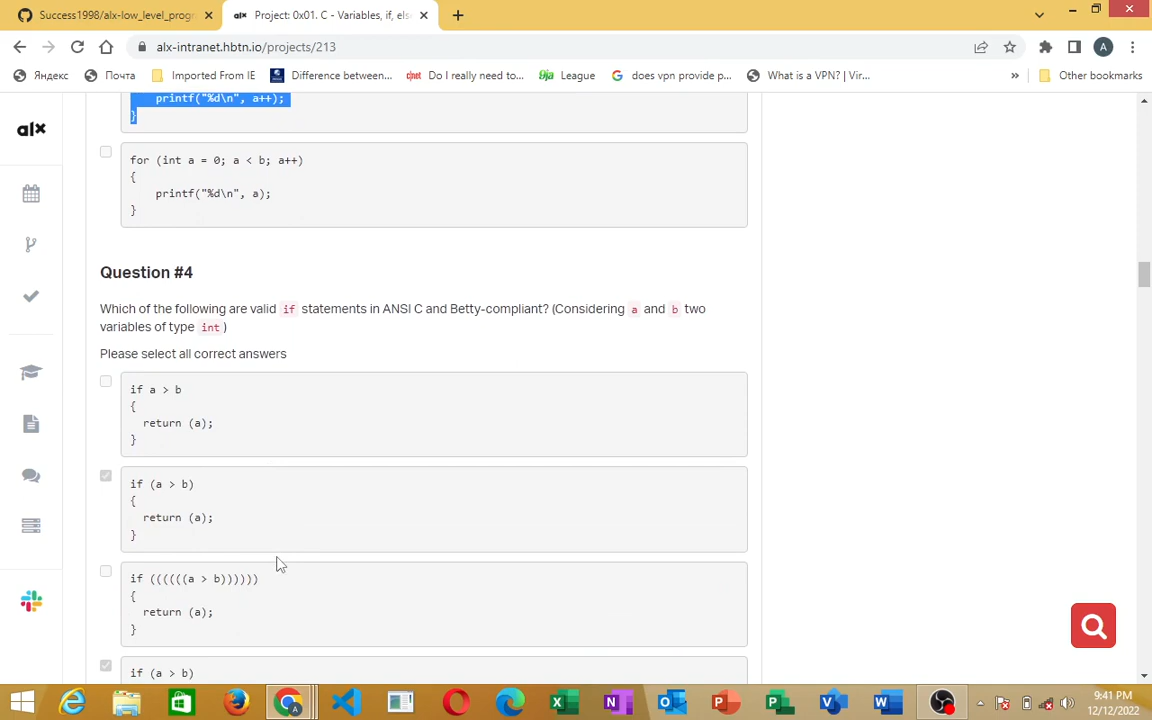 Success1998/alx-low_level_progr
Project: 0x01. C - Variables, if, els
alx-intranet.hbtn.io/projects/213
A
Яндекс
Почта
Imported From IE
Difference between...
cnet
Do I really need to...
9ja
League
does vpn provide p...
What is a VPN? | Vir...
»
Other bookmarks
alx
printf("%d\n", a++);
}
for (int a = 0; a < b; a++)
{
printf("%d\n", a);
}
Question #4
Which of the following are valid if statements in ANSI C and Betty-compliant? (Considering a and b two
variables of type int )
Please select all correct answers
if a > b
{
return (a);
}
if (a > b)
{
return (a);
}
if ((((((a > b))))))
{
return (a);
}
if (a > b)
9:41 PM
12/12/2022